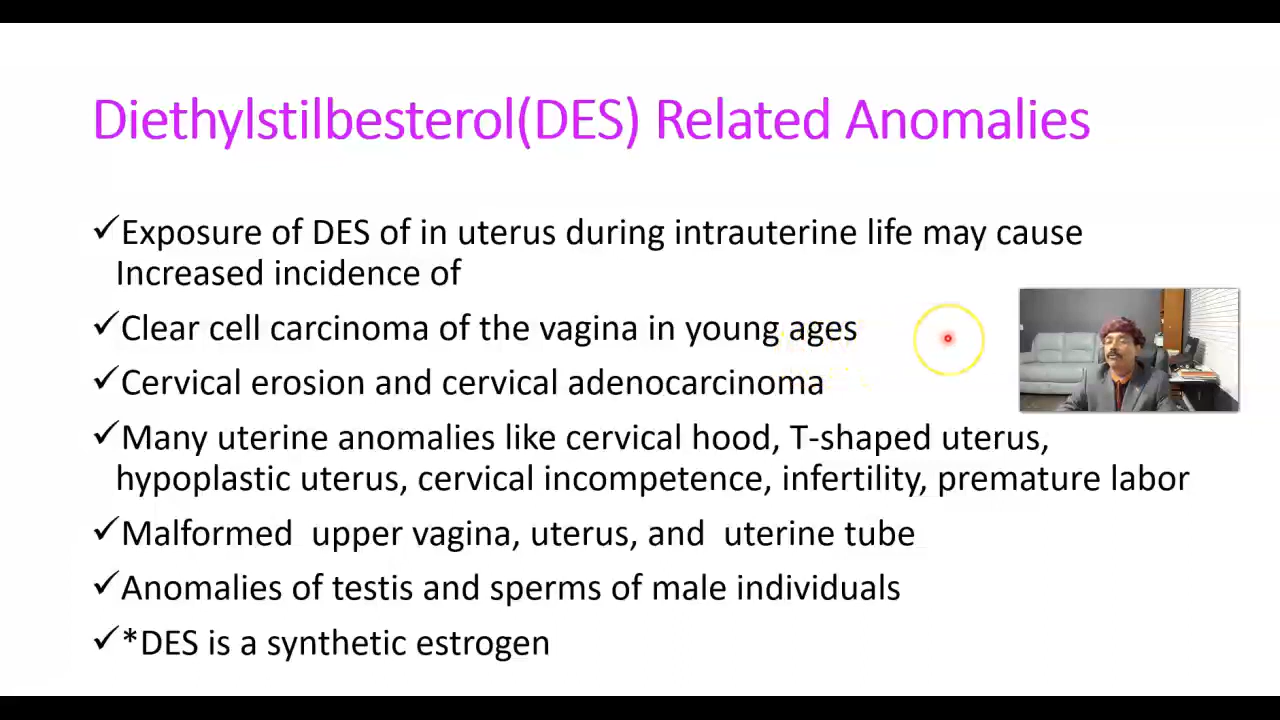 Diethylstilbesterol(DES) Related Anomalies
✓Exposure of DES of in uterus during intrauterine life may cause
Increased incidence of
✓Clear cell carcinoma of the vagina in young ages
✓Cervical erosion and cervical adenocarcinoma
✓Many uterine anomalies like cervical hood, T-shaped uterus,
hypoplastic uterus, cervical incompetence, infertility, premature labor
✓Malformed upper vagina, uterus, and uterine tube
✓Anomalies of testis and sperms of male individuals
✓*DES is a synthetic estrogen